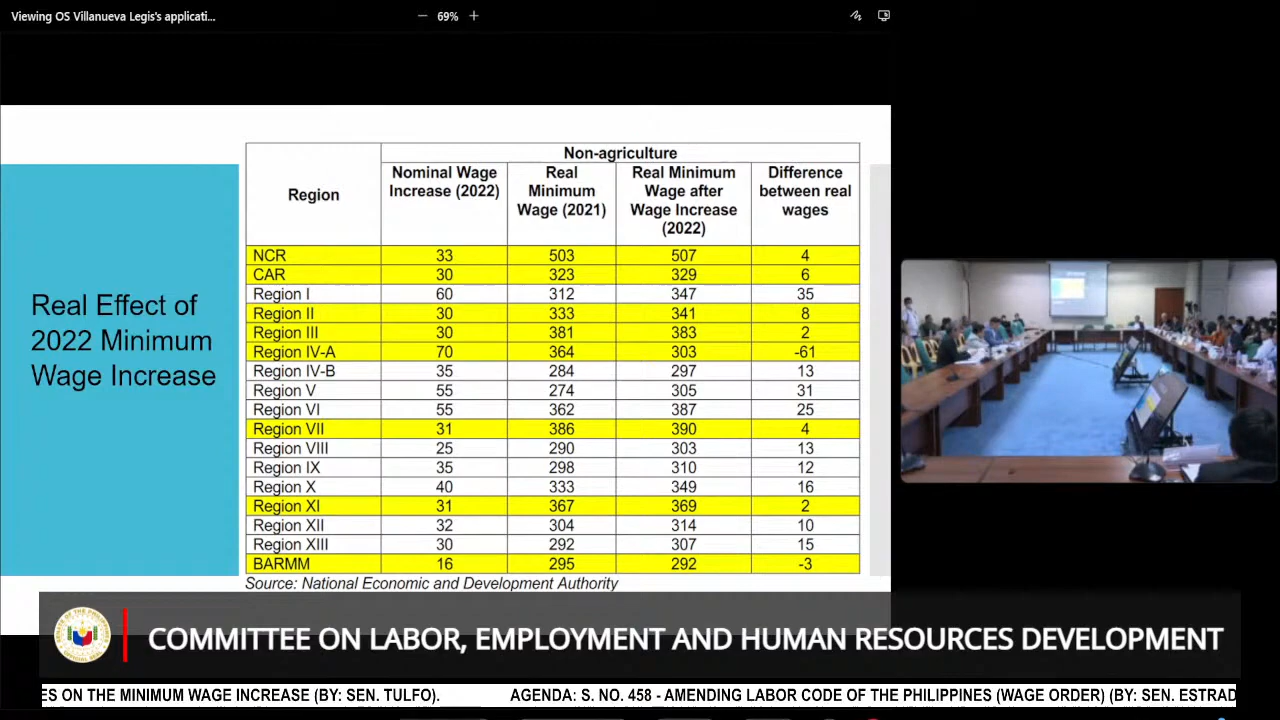 Viewing OS Villanueva Legis's applicati...
69%
Real Effect of
2022 Minimum
Wage Increase
Region
Non-agriculture
Nominal Wage Increase (2022)
Real Minimum Wage (2021)
Real Minimum Wage after Wage Increase (2022)
Difference between real wages
NCR 33 503 507 4
CAR 30 323 329 6
Region I 60 312 347 35
Region II 30 333 341 8
Region III 30 381 383 2
Region IV-A 70 364 303 -61
Region IV-B 35 284 297 13
Region V 55 274 305 31
Region VI 55 362 387 25
Region VII 31 386 390 4
Region VIII 25 290 303 13
Region IX 35 298 310 12
Region X 40 333 349 16
Region XI 31 367 369 2
Region XII 32 304 314 10
Region XIII 30 292 307 15
BARMM 16 295 292 -3
Source: National Economic and Development Authority
COMMITTEE ON LABOR, EMPLOYMENT AND HUMAN RESOURCES DEVELOPMENT
ES ON THE MINIMUM WAGE INCREASE (BY: SEN. TULFO). AGENDA: S. NO. 458 - AMENDING LABOR CODE OF THE PHILIPPINES (WAGE ORDER) (BY: SEN. ESTRAD